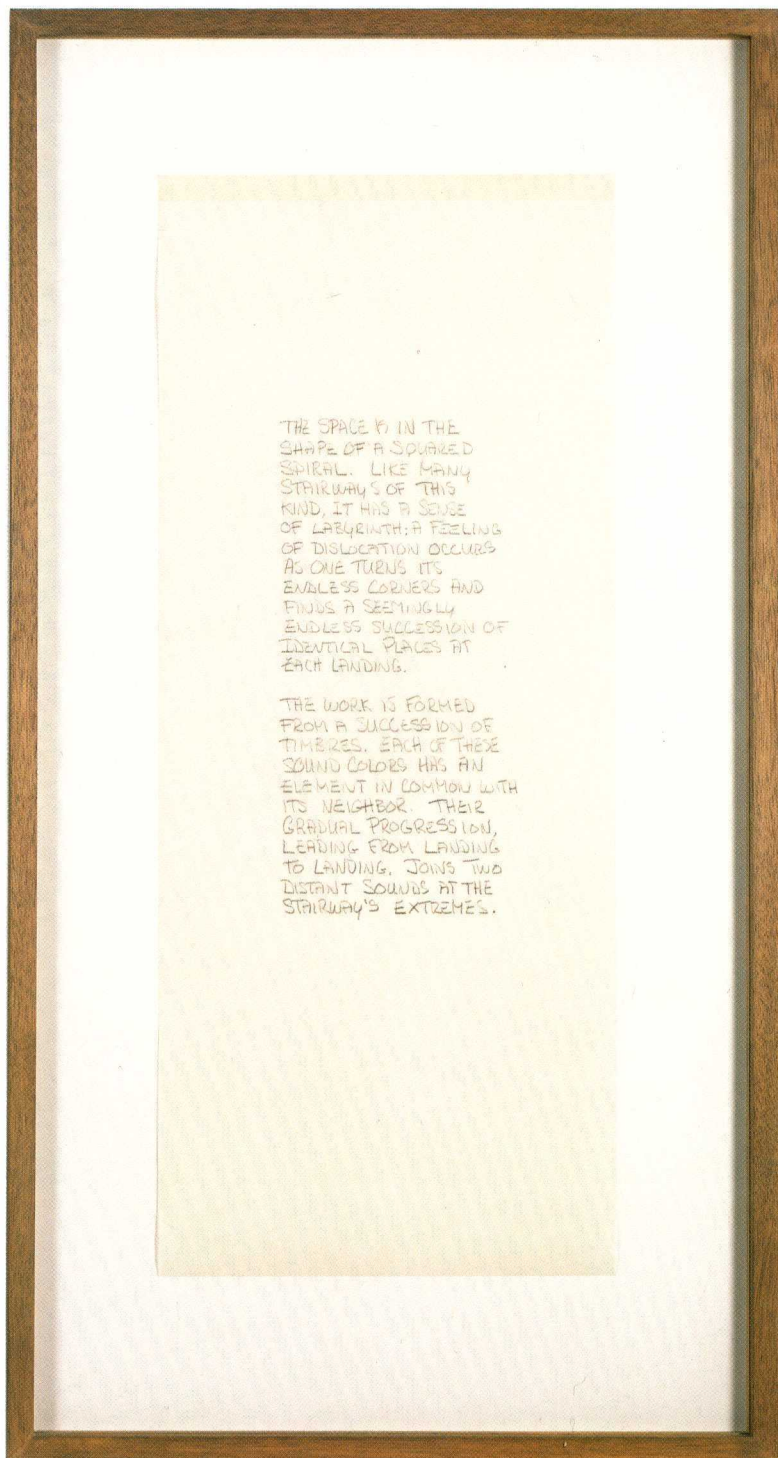 THE SPACE IS IN THE
SHAPE OF A SQUARED
SPIRAL. LIKE MANY
STAIRWAYS OF THIS
KIND, IT HAS A SENSE
OF LABYRINTH; A FEELING
OF DISLOCATION OCCURS
AS ONE TURNS ITS
ENDLESS CORNERS AND
FINDS A SEEMINGLY
ENDLESS SUCCESSION OF
IDENTICAL PLACES AT
EACH LANDING.
THE WORK IS FORMED
FROM A SUCCESSION OF
TIMBRES. EACH OF THESE
SOUND COLORS HAS AN
ELEMENT IN COMMON WITH
ITS NEIGHBOR. THEIR
GRADUAL PROGRESSION,
LEADING FROM LANDING
TO LANDING, JOINS TWO
DISTANT SOUNDS AT THE
STAIRWAY'S EXTREMES.